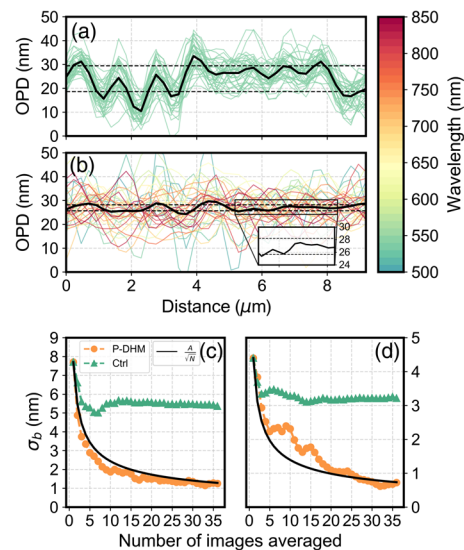 (a)
OPD (nm)
50
40
30
20
10
0
(b)
OPD (nm)
50
40
30
20
10
0
30
28
26
24
0 2 4 6 8
Distance (μm)
850
800
750
700
650
600
550
500
Wavelength (nm)
(c)
P-DHM
Ctrl
A/√N
σb (nm)
9
8
7
6
5
4
3
2
1
0
0 5 10 15 20 25 30 35
(d)
5
4
3
2
1
0
0 5 10 15 20 25 30 35
Number of images averaged